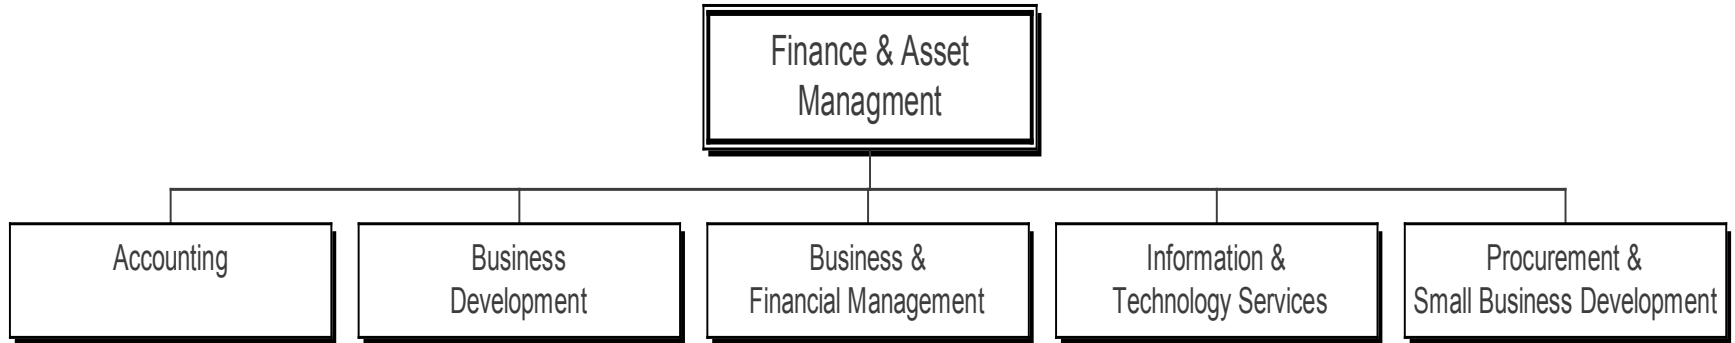 Finance & Asset
Managment
Accounting
Business
Development
Business &
Financial Management
Information &
Technology Services
Procurement &
Small Business Development